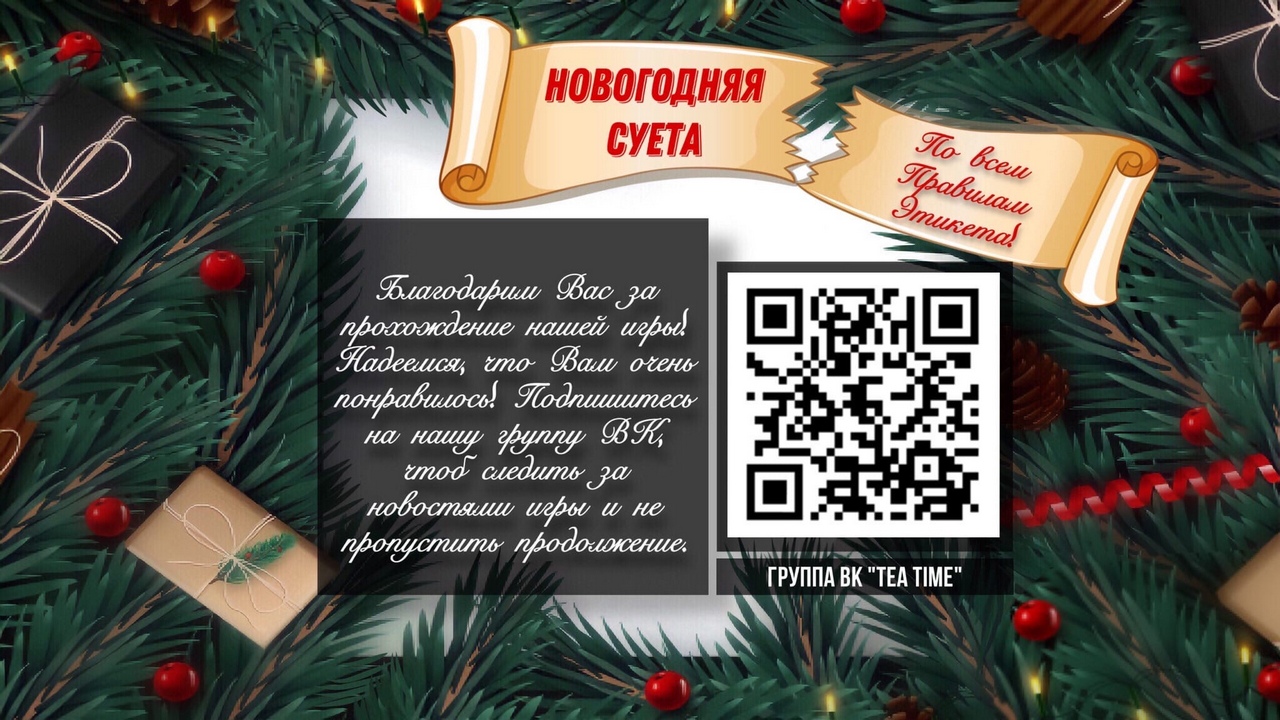 НОВОГОДНЯЯ
СУЕТА
По всем
Правилам
Этикета!
Благодарим Вас за
прохождение нашей игры!
Надеемся, что Вам очень
понравилось! Подпишитесь
на нашу группу ВК,
чтоб следить за
новостями игры и не
пропустить продолжение.
ГРУППА ВК "TEA TIME"